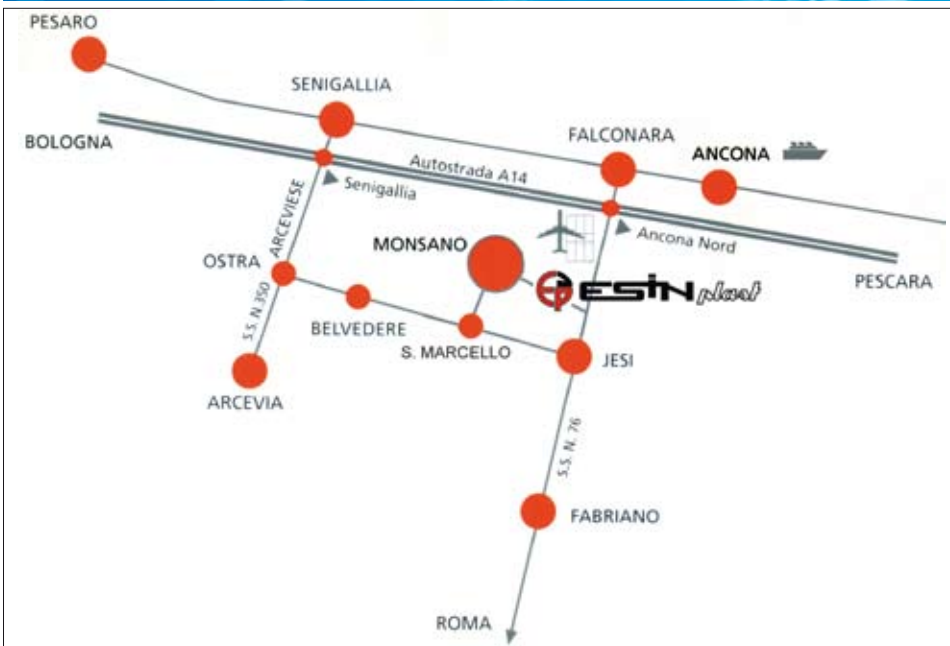 PESARO
SENIGALLIA
FALCONARA
ANCONA
BOLOGNA
Autostrada A14
Senigallia
ARCEVIESE
Ancona Nord
MONSANO
OSTRA
PESCARA
ESIN plast
S.S. N.350
BELVEDERE
S. MARCELLO
JESI
ARCEVIA
S.S. N. 76
FABRIANO
ROMA